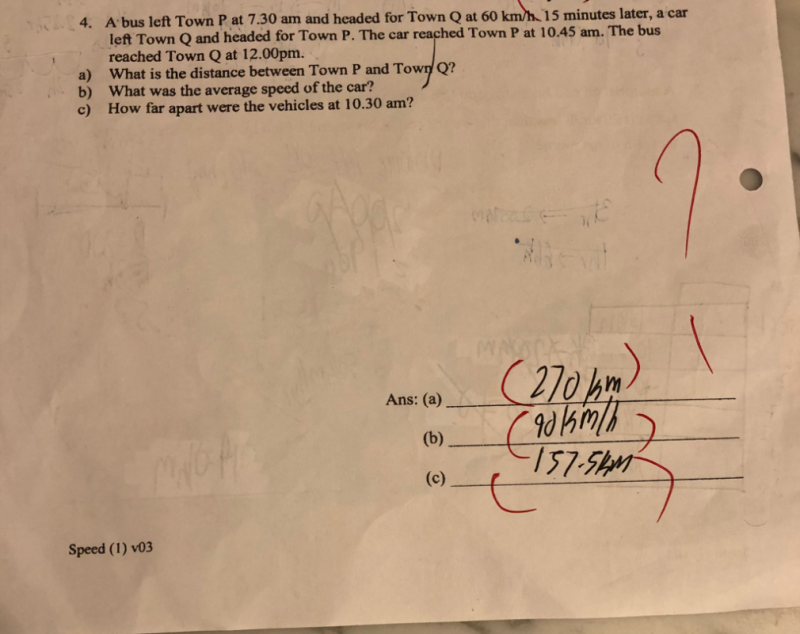 4. A bus left Town P at 7.30 am and headed for Town Q at 60 km/h. 15 minutes later, a car
left Town Q and headed for Town P. The car reached Town P at 10.45 am. The bus
reached Town Q at 12.00pm.
a) What is the distance between Town P and Town Q?
b) What was the average speed of the car?
c) How far apart were the vehicles at 10.30 am?
Ans: (a) (270 km)
(b) (90 km/h)
(c) (157.5km)
Speed (1) v03